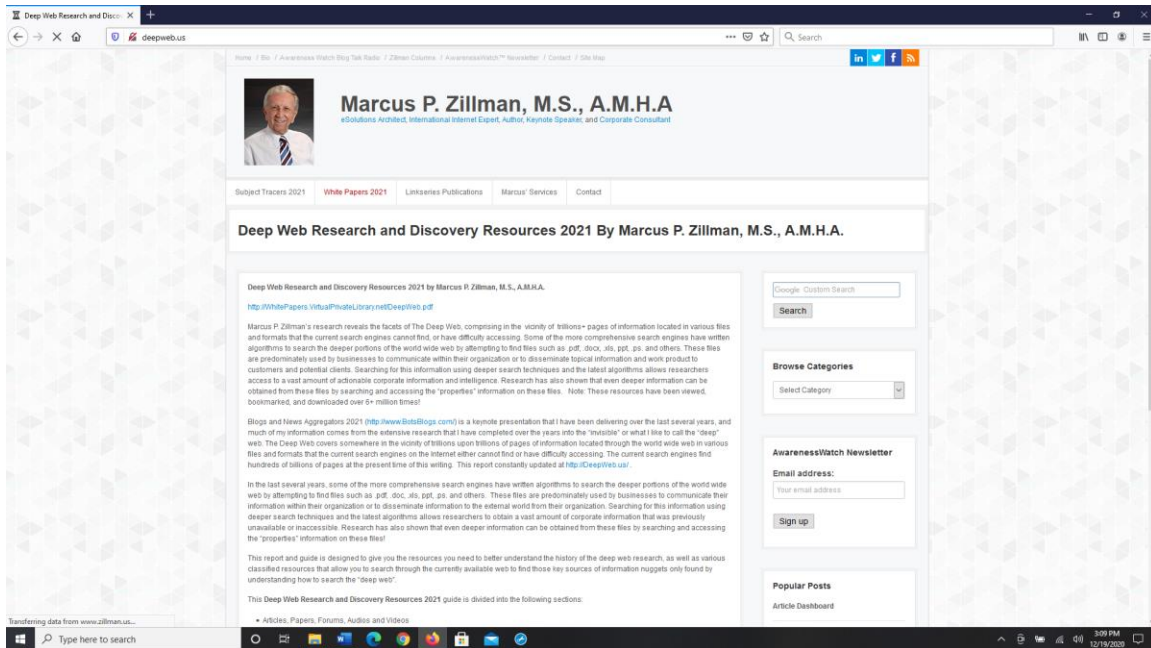 Deep Web Research and Disco
deepweb.us
Search
Home / Bio / Awareness Watch Blog Talk Radio / Zillman Columns / AwarenessWatch™ Newsletter / Contact / Site Map
Marcus P. Zillman, M.S., A.M.H.A
eSolutions Architect, International Internet Expert, Author, Keynote Speaker, and Corporate Consultant
Subject Tracers 2021 White Papers 2021 Linkseries Publications Marcus' Services Contact
Deep Web Research and Discovery Resources 2021 By Marcus P. Zillman, M.S., A.M.H.A.
Deep Web Research and Discovery Resources 2021 by Marcus P. Zillman, M.S., A.M.H.A.
http://WhitePapers.VirtualPrivateLibrary.net/DeepWeb.pdf
Marcus P. Zillman's research reveals the facets of The Deep Web, comprising in the vicinity of trillions+ pages of information located in various files
and formats that the current search engines cannot find, or have difficulty accessing. Some of the more comprehensive search engines have written
algorithms to search the deeper portions of the world wide web by attempting to find files such as .pdf, .docx, .xls, ppt, .ps. and others. These files
are predominately used by businesses to communicate within their organization or to disseminate topical information and work product to
customers and potential clients. Searching for this information using deeper search techniques and the latest algorithms allows researchers
access to a vast amount of actionable corporate information and intelligence. Research has also shown that even deeper information can be
obtained from these files by searching and accessing the "properties" information on these files. Note: These resources have been viewed,
bookmarked, and downloaded over 6+ million times!
Blogs and News Aggregators 2021 (http://www.BotsBlogs.com/) is a keynote presentation that I have been delivering over the last several years, and
much of my information comes from the extensive research that I have completed over the years into the "invisible" or what I like to call the "deep"
web. The Deep Web covers somewhere in the vicinity of trillions upon trillions of pages of information located through the world wide web in various
files and formats that the current search engines on the Internet either cannot find or have difficulty accessing. The current search engines find
hundreds of billions of pages at the present time of this writing. This report constantly updated at http://DeepWeb.us/ .
In the last several years, some of the more comprehensive search engines have written algorithms to search the deeper portions of the world wide
web by attempting to find files such as .pdf, .doc, .xls, ppt, .ps. and others. These files are predominately used by businesses to communicate their
information within their organization or to disseminate information to the external world from their organization. Searching for this information using
deeper search techniques and the latest algorithms allows researchers to obtain a vast amount of corporate information that was previously
unavailable or inaccessible. Research has also shown that even deeper information can be obtained from these files by searching and accessing
the "properties" information on these files!
This report and guide is designed to give you the resources you need to better understand the history of the deep web research, as well as various
classified resources that allow you to search through the currently available web to find those key sources of information nuggets only found by
understanding how to search the "deep web".
This Deep Web Research and Discovery Resources 2021 guide is divided into the following sections:
• Articles, Papers, Forums, Audios and Videos
Google Custom Search
Search
Browse Categories
Select Category
AwarenessWatch Newsletter
Email address:
Your email address
Sign up
Popular Posts
Article Dashboard
Transferring data from www.zillman.us...
Type here to search
3:09 PM
12/19/2020